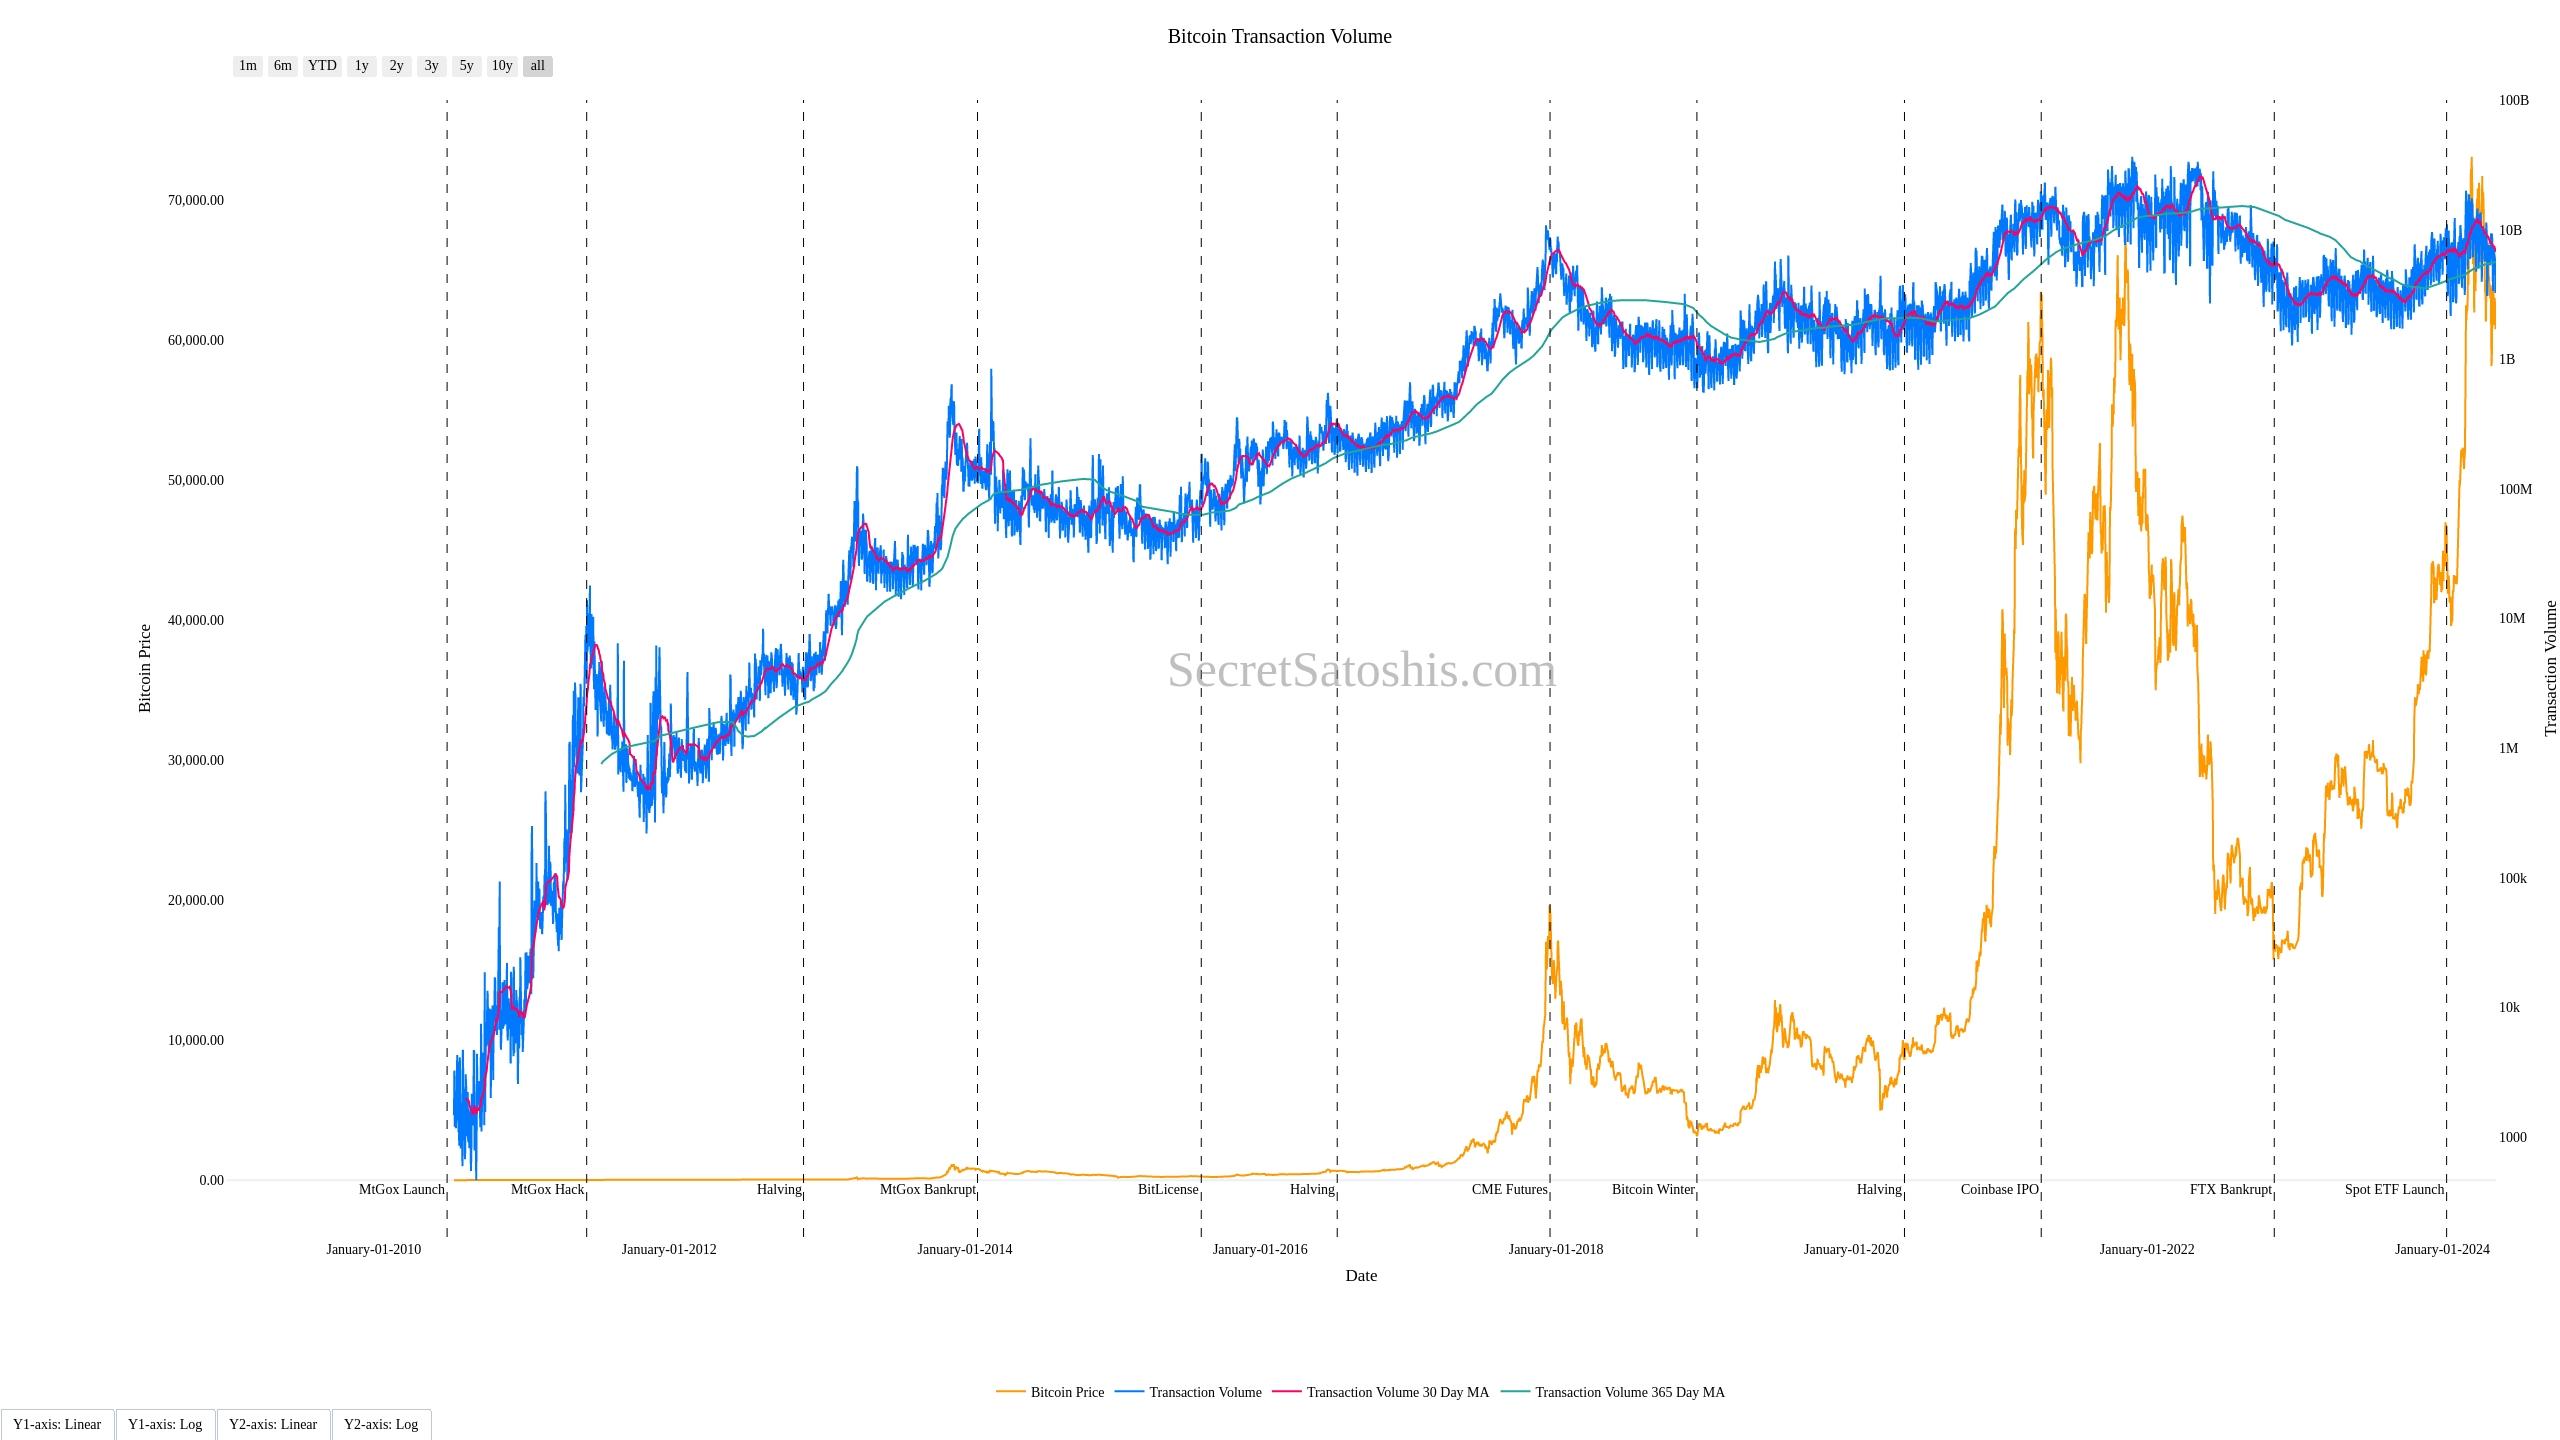 Bitcoin Transaction Volume
1m 6m YTD 1y 2y 3y 5y 10y all
100B
70,000.00
10B
60,000.00
1B
50,000.00
100M
40,000.00
10M
Bitcoin Price
SecretSatoshis.com
Transaction Volume
30,000.00
1M
20,000.00
100k
10,000.00
10k
1000
0.00
MtGox Launch MtGox Hack Halving MtGox Bankrupt BitLicense Halving CME Futures Bitcoin Winter Halving Coinbase IPO FTX Bankrupt Spot ETF Launch
January-01-2010 January-01-2012 January-01-2014 January-01-2016 January-01-2018 January-01-2020 January-01-2022 January-01-2024
Date
Bitcoin Price Transaction Volume Transaction Volume 30 Day MA Transaction Volume 365 Day MA
Y1-axis: Linear Y1-axis: Log Y2-axis: Linear Y2-axis: Log